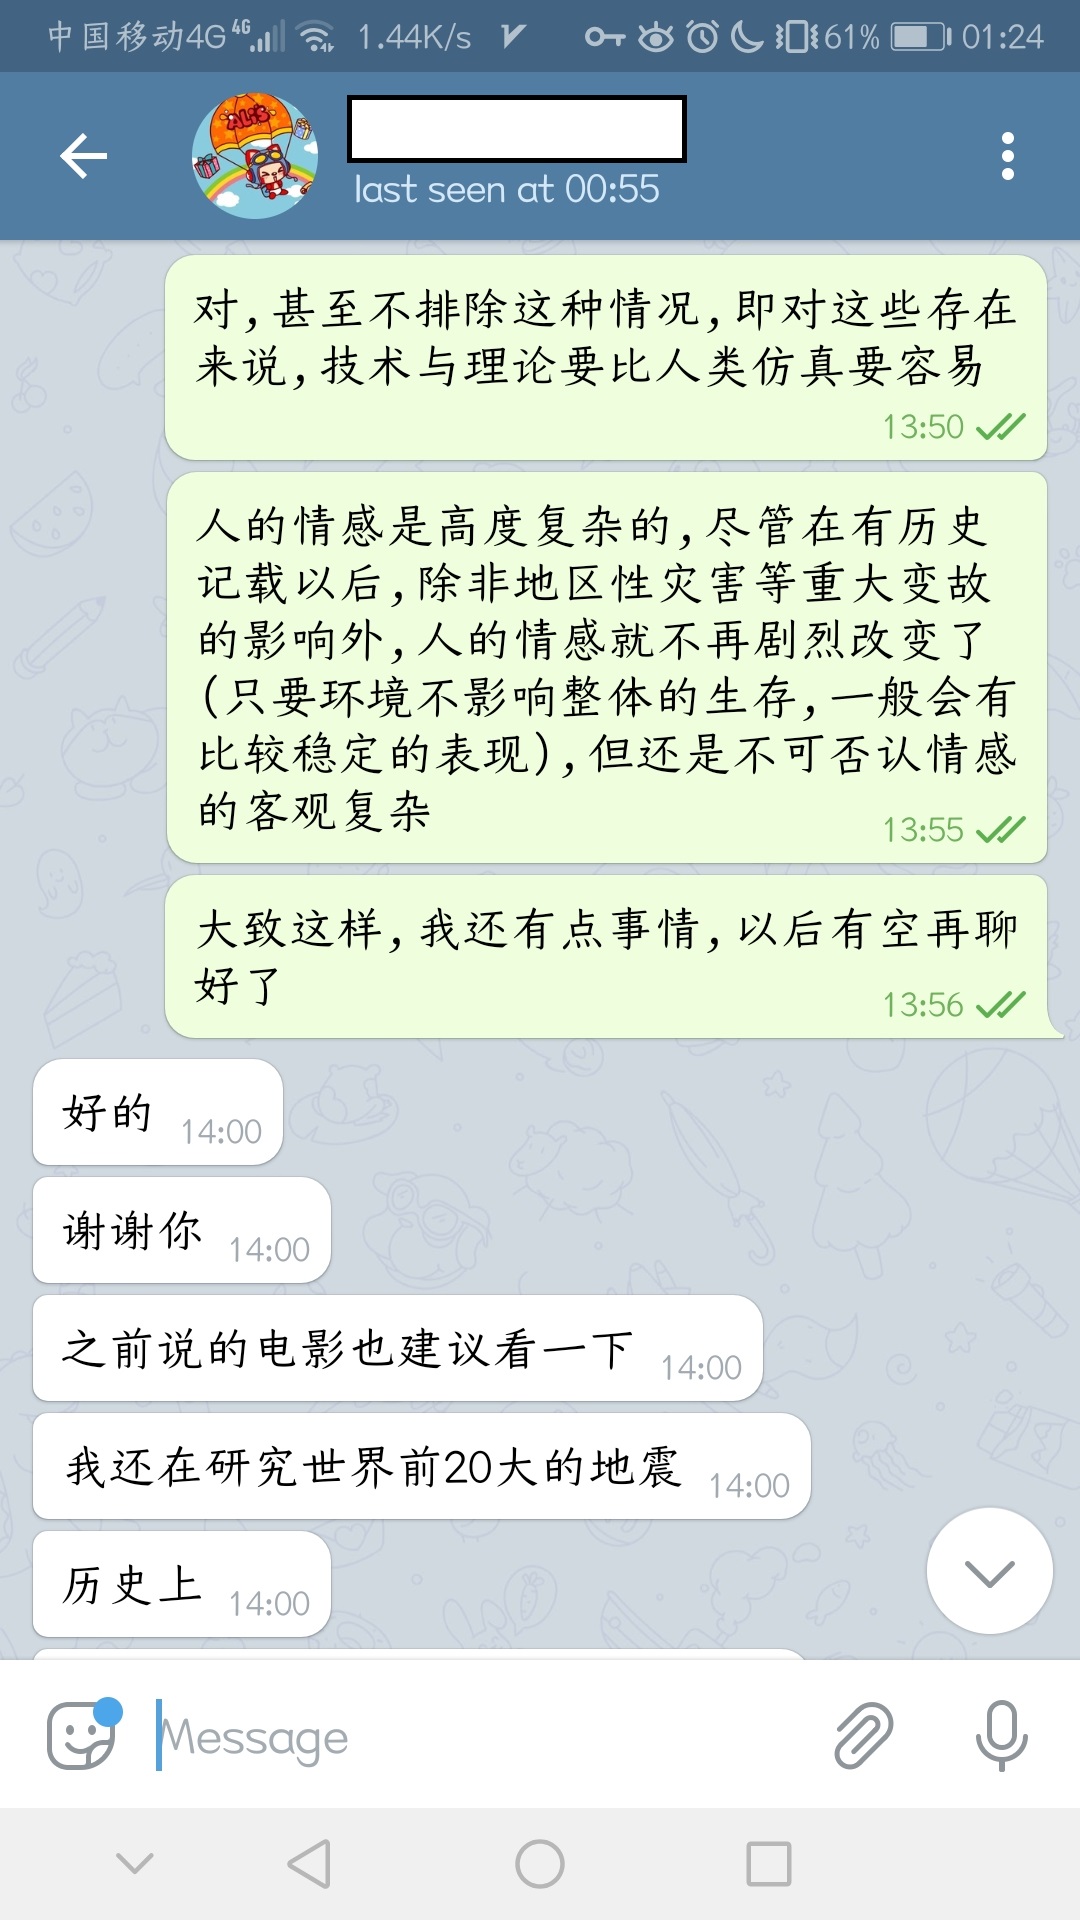 中国移动4G 4G 1.44K/s 61% 01:24
ALi'S
last seen at 00:55
对,甚至不排除这种情况,即对这些存在
来说,技术与理论要比人类仿真要容易
13:50
人的情感是高度复杂的,尽管在有历史
记载以后,除非地区性灾害等重大变故
的影响外,人的情感就不再剧烈改变了
(只要环境不影响整体的生存,一般会有
比较稳定的表现),但还是不可否认情感
的客观复杂
13:55
大致这样,我还有点事情,以后有空再聊
好了
13:56
好的 14:00
谢谢你 14:00
之前说的电影也建议看一下 14:00
我还在研究世界前20大的地震 14:00
历史上 14:00
Message